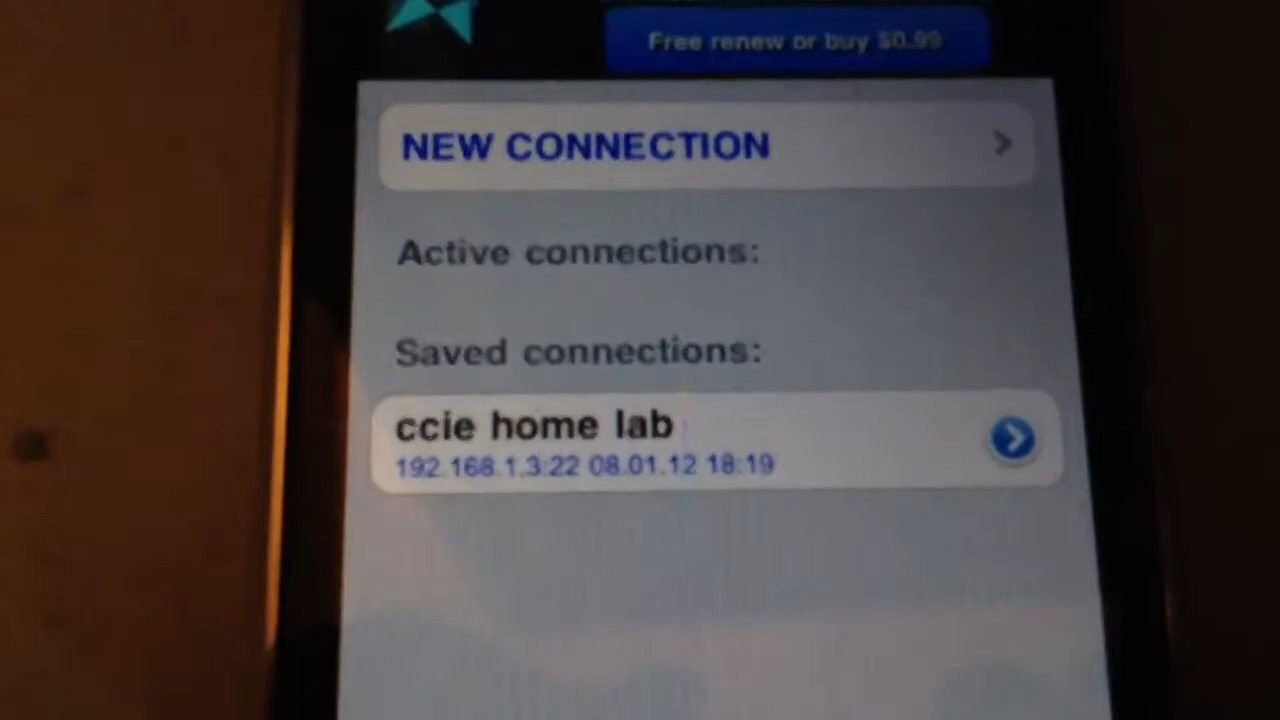 Free renew or buy $0.99
NEW CONNECTION
Active connections:
Saved connections:
ccie home lab
192.168.1.3:22 08.01.12 18:19